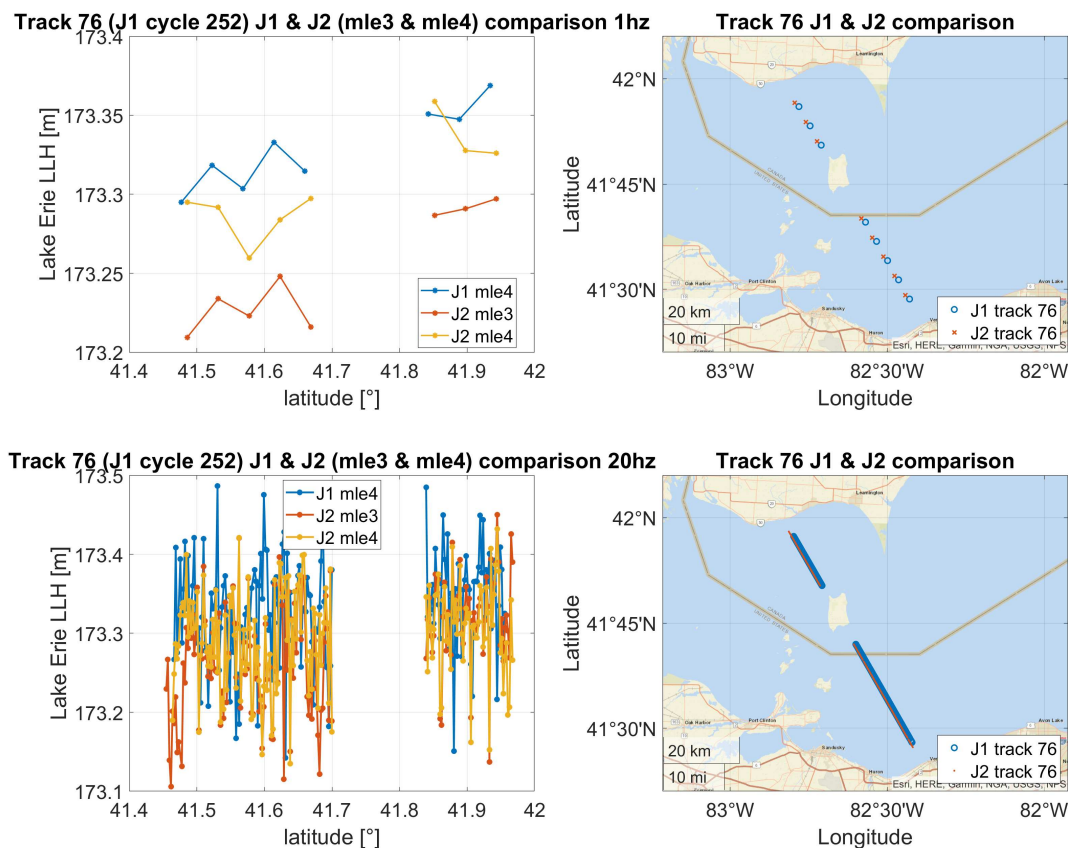 Track 76 (J1 cycle 252) J1 & J2 (mle3 & mle4) comparison 1hz
173.4
173.35
173.3
173.25
173.2
Lake Erie LLH [m]
41.4 41.5 41.6 41.7 41.8 41.9 42
latitude [°]
J1 mle4
J2 mle3
J2 mle4
Track 76 J1 & J2 comparison
42°N
41°45'N
41°30'N
Latitude
Leamington
CANADA
UNITED STATES
Oak Harbor
Port Clinton
Sandusky
Huron
Avon Lake
20 km
10 mi
J1 track 76
J2 track 76
Esri, HERE, Garmin, NGA, USGS, NPS
83°W 82°30'W 82°W
Longitude
Track 76 (J1 cycle 252) J1 & J2 (mle3 & mle4) comparison 20hz
173.5
173.4
173.3
173.2
173.1
Lake Erie LLH [m]
41.4 41.5 41.6 41.7 41.8 41.9 42
latitude [°]
J1 mle4
J2 mle3
J2 mle4
Track 76 J1 & J2 comparison
42°N
41°45'N
41°30'N
Latitude
Leamington
CANADA
UNITED STATES
Oak Harbor
Port Clinton
Sandusky
Huron
Avon Lake
20 km
10 mi
J1 track 76
J2 track 76
Esri, HERE, Garmin, NGA, USGS, NPS
83°W 82°30'W 82°W
Longitude